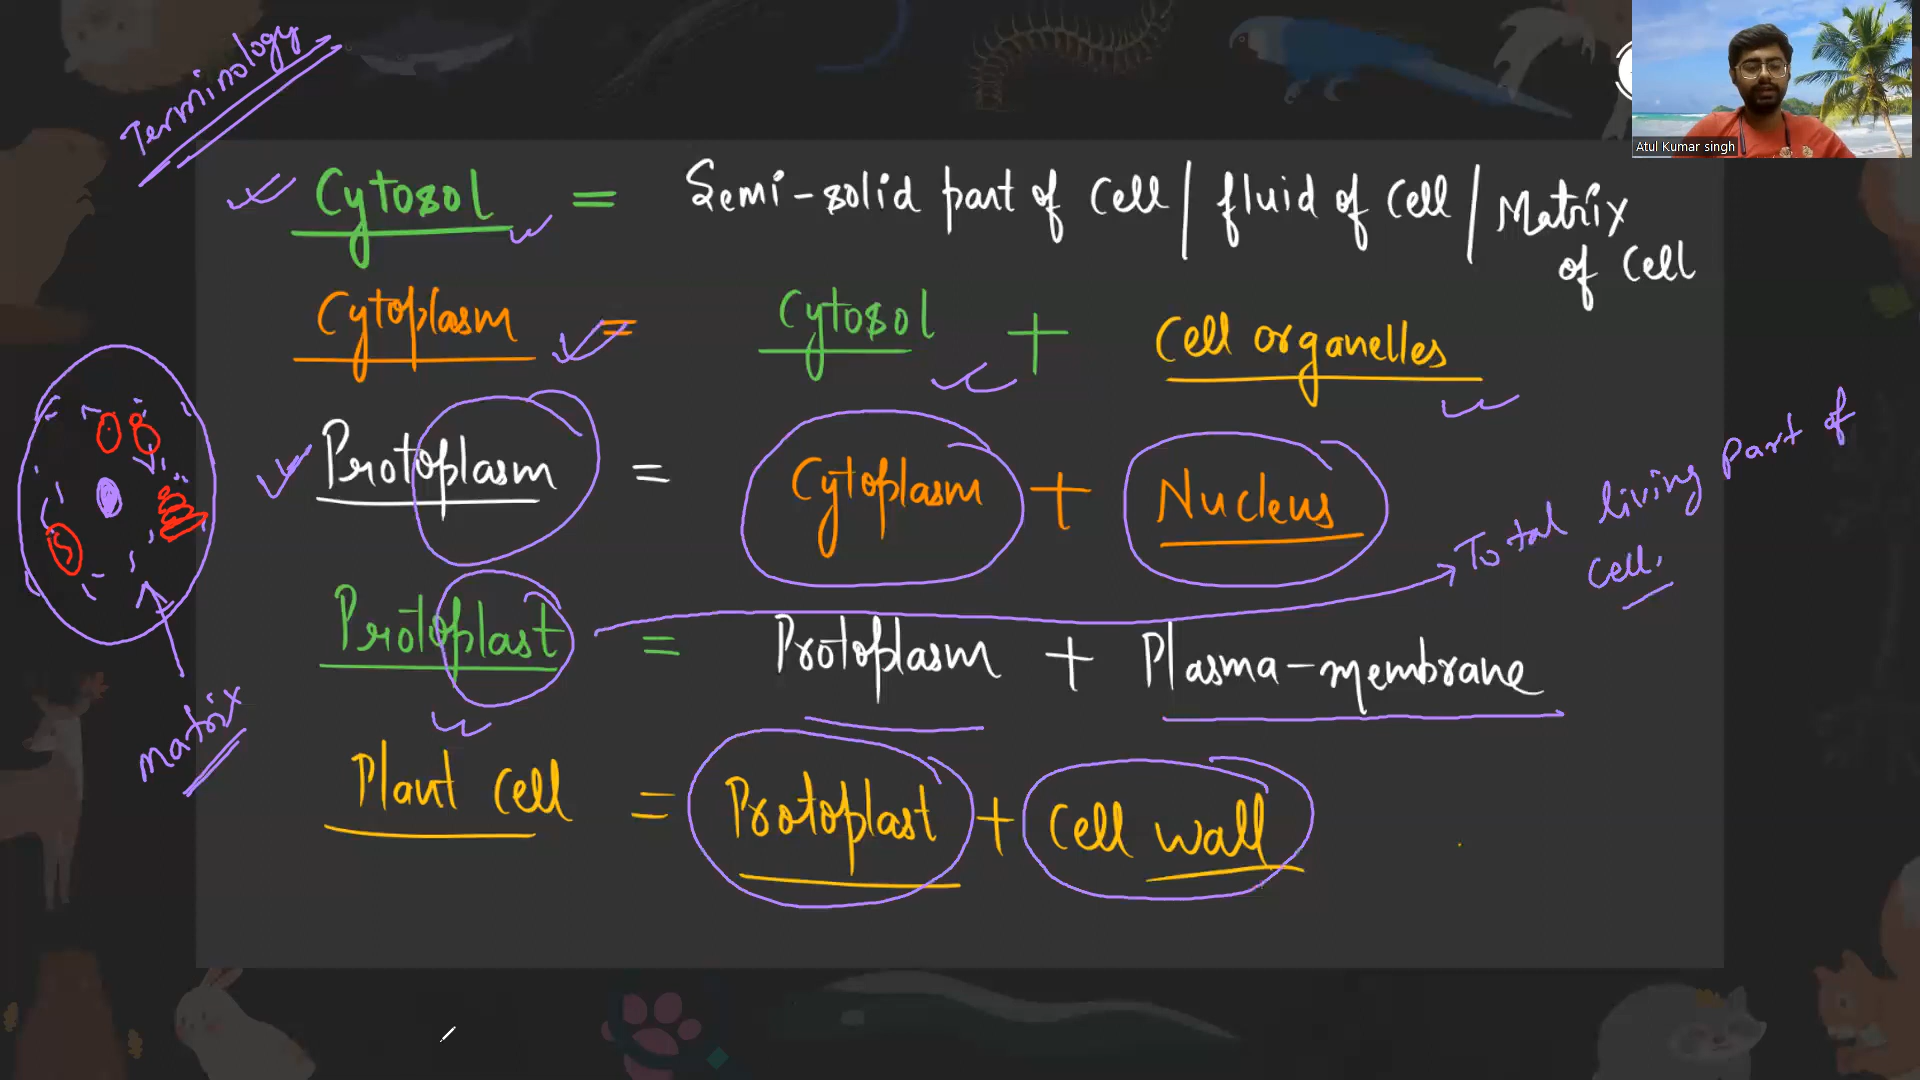 Terminology
Atul Kumar singh
Cytosol = Semi-solid part of Cell / fluid of Cell / Matrix of Cell
Cytoplasm = Cytosol + Cell organelles
Protoplasm = Cytoplasm + Nucleus
Total living part of cell.
Protoplast = Protoplasm + Plasma-membrane
Matrix
Plant Cell = Protoplast + Cell wall